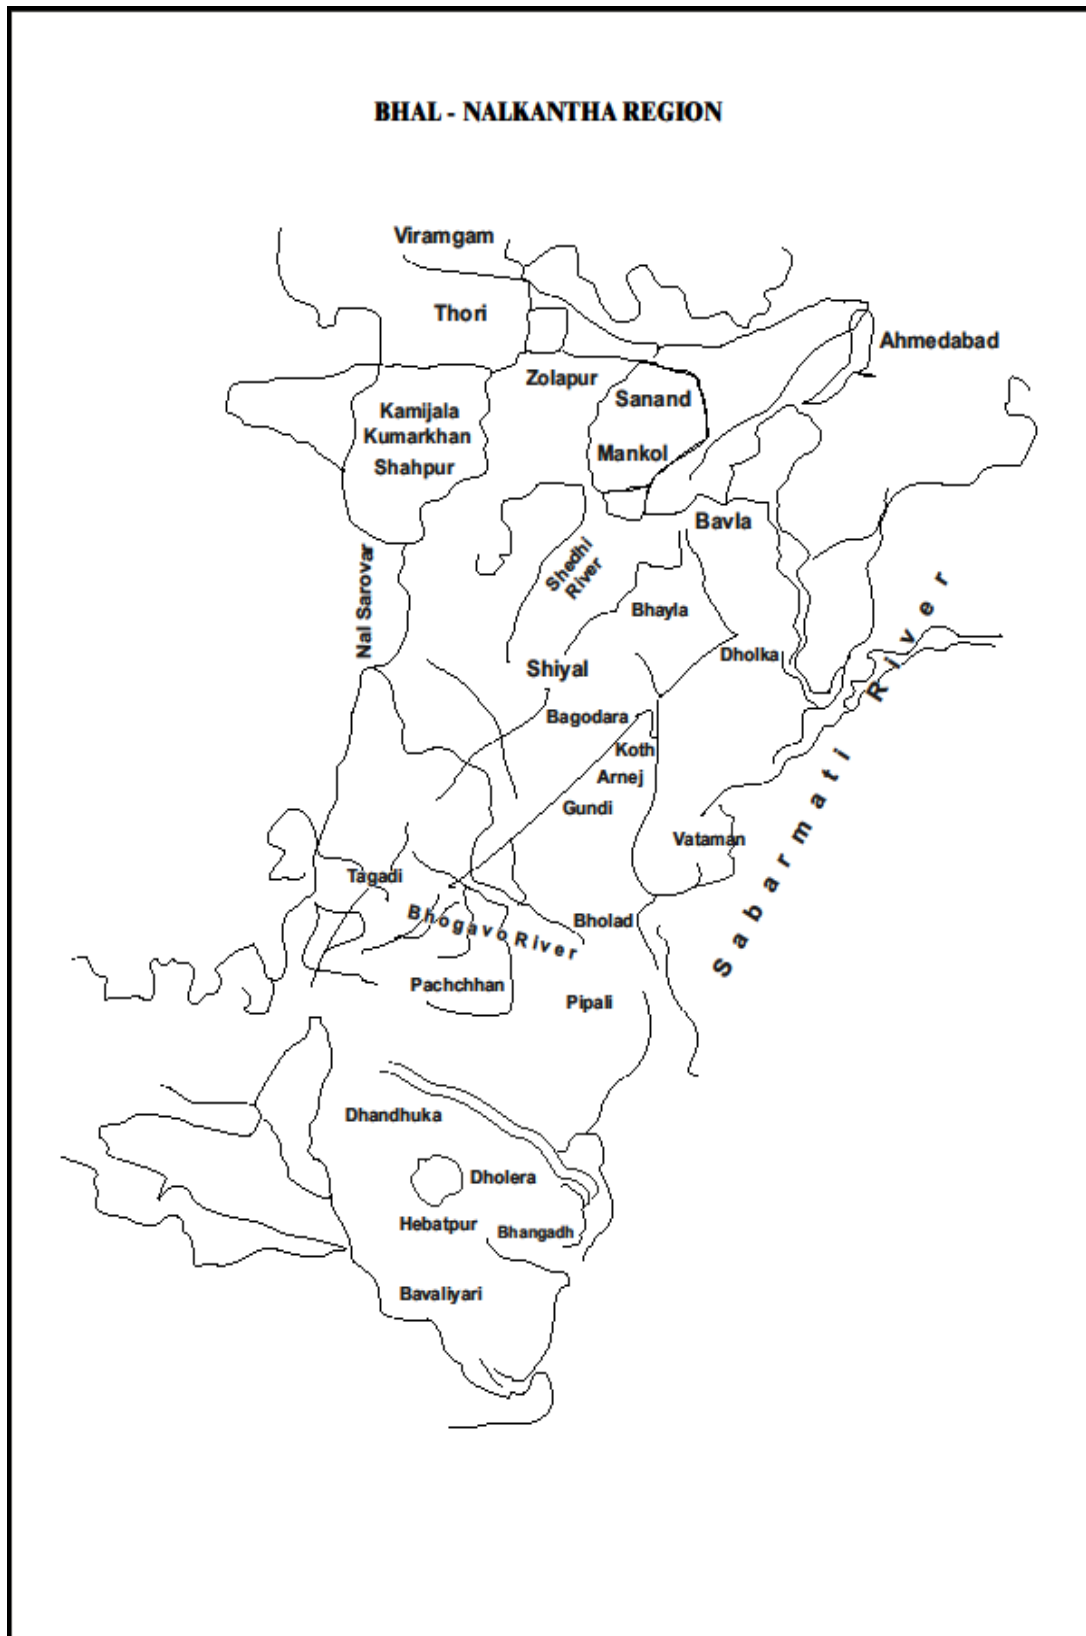 BHAL - NALKANTHA REGION
Viramgam
Thori
Ahmedabad
Zolapur
Sanand
Kamijala
Kumarkhan
Shahpur
Mankol
Bavla
Nal Sarovar
Shedhi
River
Bhayla
Dholka
Shiyal
Sabarmati River
Bagodara
Koth
Arnej
Gundi
Vataman
Tagadi
Bhogavo River
Bholad
Pachchhan
Pipali
Dhandhuka
Dholera
Hebatpur
Bhangadh
Bavaliyari